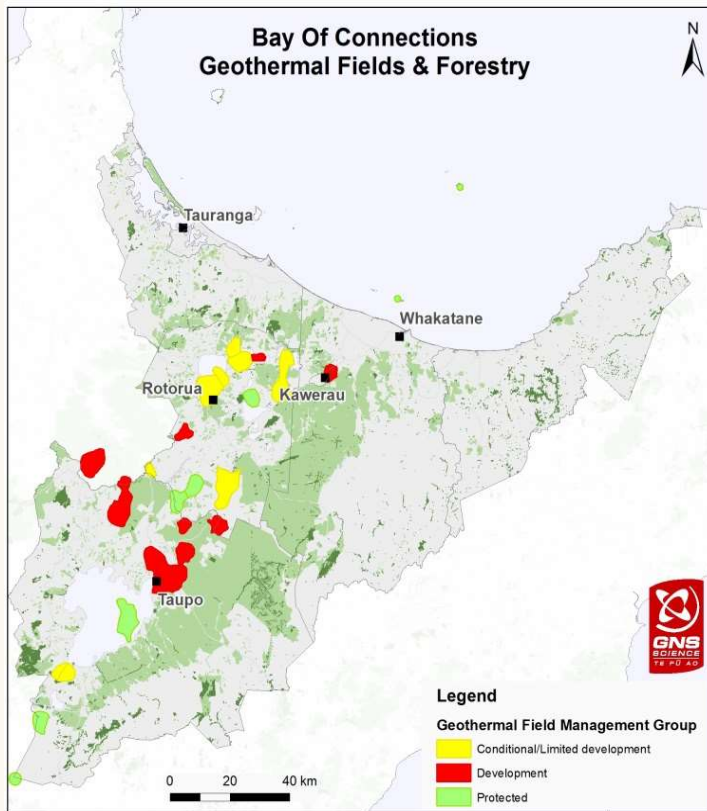 Bay Of Connections
Geothermal Fields & Forestry
N
Tauranga
Whakatane
Rotorua
Kawerau
Taupo
GNS
SCIENCE
TE PŪ AO
Legend
Geothermal Field Management Group
Conditional/Limited development
Development
Protected
0 20 40 km